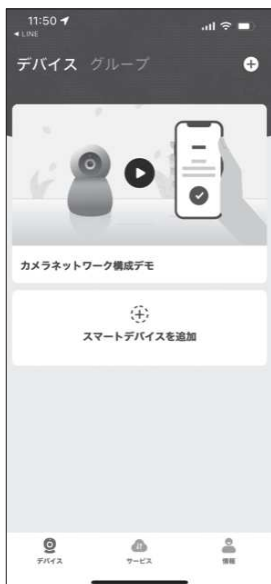 11:50
◀ LINE
デバイス グループ
カメラネットワーク構成デモ
スマートデバイスを追加
デバイス サービス 情報